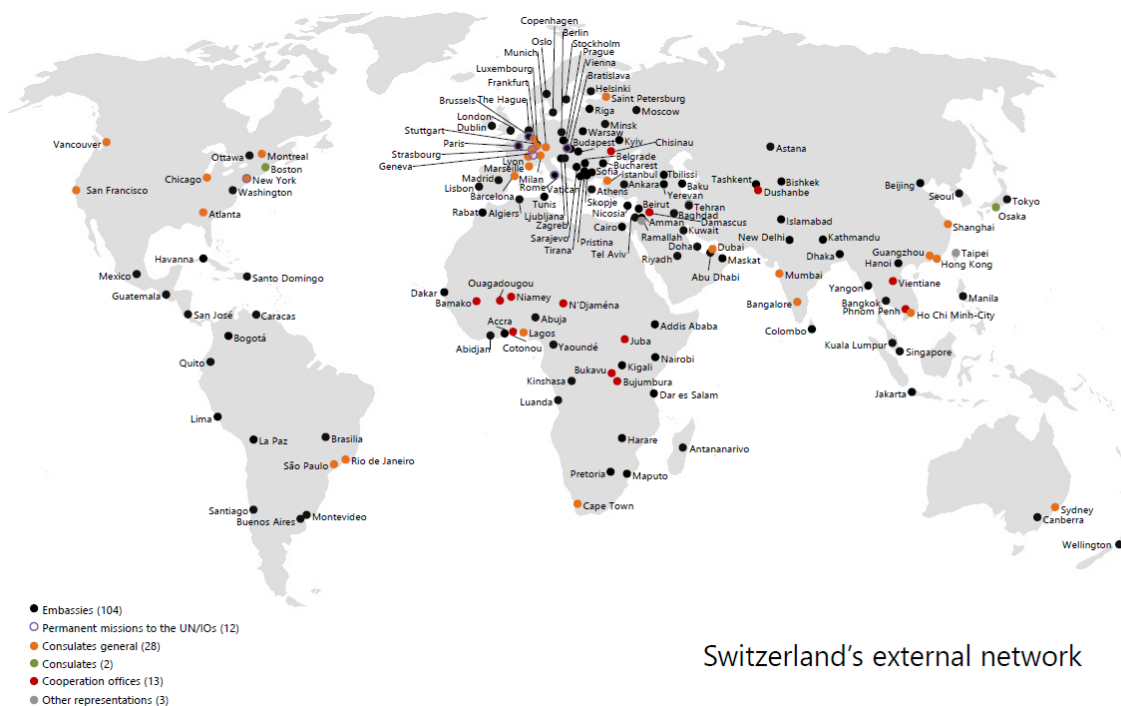 Copenhagen
Berlin
Oslo
Stockholm
Munich
Prague
Vienna
Luxembourg
Bratislava
Frankfurt
Helsinki
Brussels
The Hague
Saint Petersburg
London
Riga
Moscow
Dublin
Minsk
Stuttgart
Warsaw
Vancouver
Paris
Budapest
Kyiv
Chisinau
Ottawa
Montreal
Strasbourg
Belgrade
Astana
Boston
Geneva
Lyon
Bucharest
Marseille
Istanbul
Tbilissi
Chicago
New York
Madrid
Milan
Sofia
Tashkent
Bishkek
Beijing
San Francisco
Washington
Lisbon
Rome
Vatican
Ankara
Baku
Dushanbe
Seoul
Tokyo
Barcelona
Athens
Yerevan
Tunis
Skopje
Beirut
Tehran
Atlanta
Rabat
Algiers
Ljubljana
Nicosia
Baghdad
Osaka
Zagreb
Cairo
Amman
Damascus
Islamabad
Shanghai
Sarajevo
Pristina
Ramallah
Kuwait
New Delhi
Kathmandu
Tirana
Doha
Dubai
Guangzhou
Taipei
Tel Aviv
Riyadh
Maskat
Dhaka
Hanoi
Hong Kong
Havanna
Abu Dhabi
Mexico
Santo Domingo
Mumbai
Vientiane
Ouagadougou
Yangon
Guatemala
Dakar
Niamey
Bangkok
Manila
Bamako
N'Djaména
Bangalore
Phnom Penh
San José
Caracas
Accra
Abuja
Addis Ababa
Ho Chi Minh-City
Bogotá
Lagos
Colombo
Abidjan
Cotonou
Yaoundé
Juba
Kuala Lumpur
Singapore
Quito
Nairobi
Bukavu
Kigali
Kinshasa
Bujumbura
Jakarta
Luanda
Dar es Salam
Lima
La Paz
Brasilia
Harare
Antananarivo
São Paulo
Rio de Janeiro
Pretoria
Maputo
Cape Town
Santiago
Sydney
Buenos Aires
Montevideo
Canberra
Wellington
Embassies (104)
Permanent missions to the UN/IOs (12)
Consulates general (28)
Consulates (2)
Cooperation offices (13)
Other representations (3)
Switzerland's external network